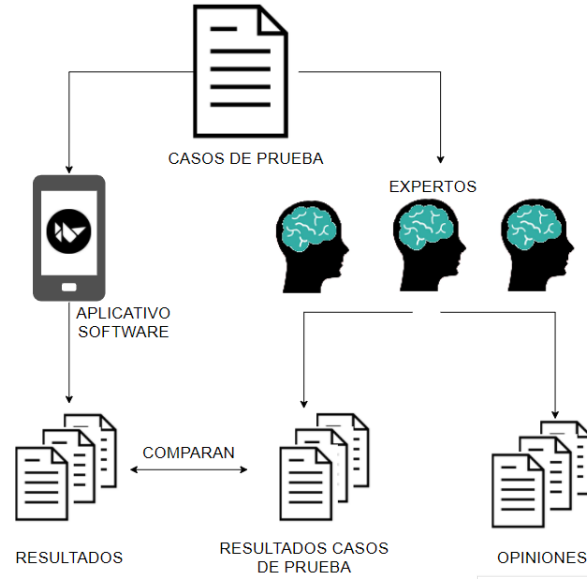 CASOS DE PRUEBA
EXPERTOS
APLICATIVO
SOFTWARE
COMPARAN
RESULTADOS
RESULTADOS CASOS
DE PRUEBA
OPINIONES